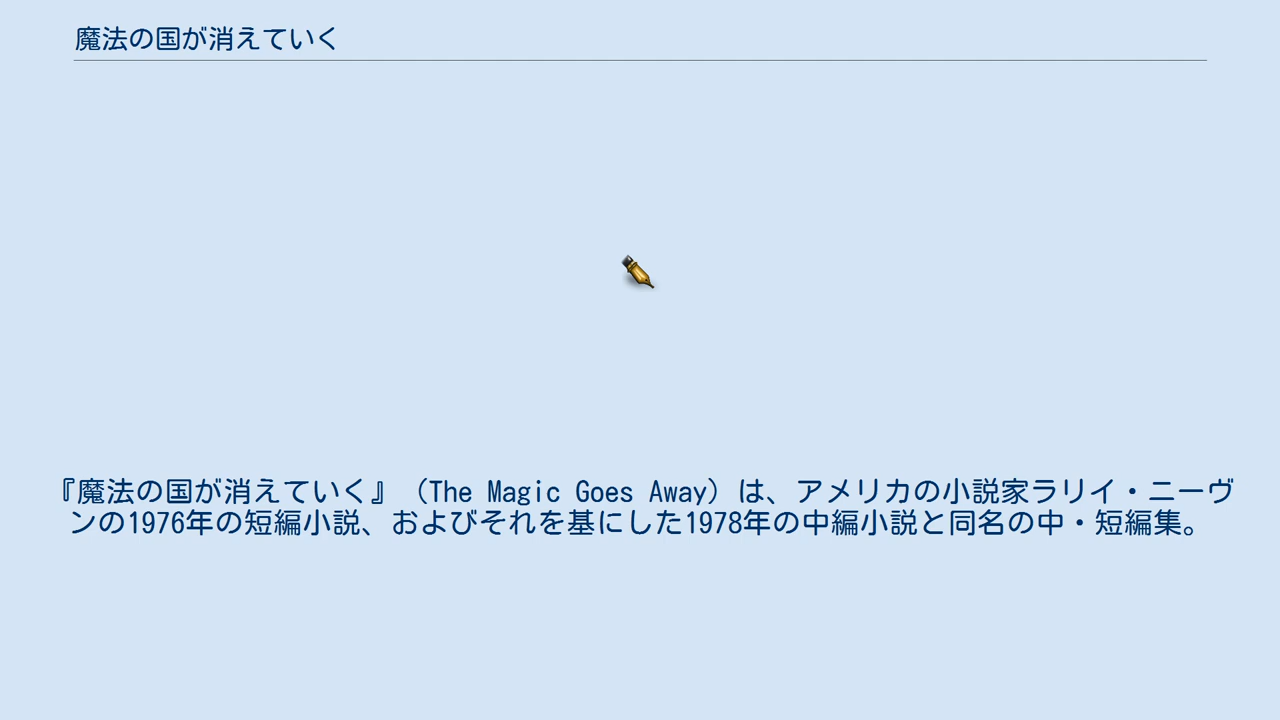 魔法の国が消えていく
『魔法の国が消えていく』（The Magic Goes Away）は、アメリカの小説家ラリイ・ニーヴ
ンの1976年の短編小説、およびそれを基にした1978年の中編小説と同名の中・短編集。